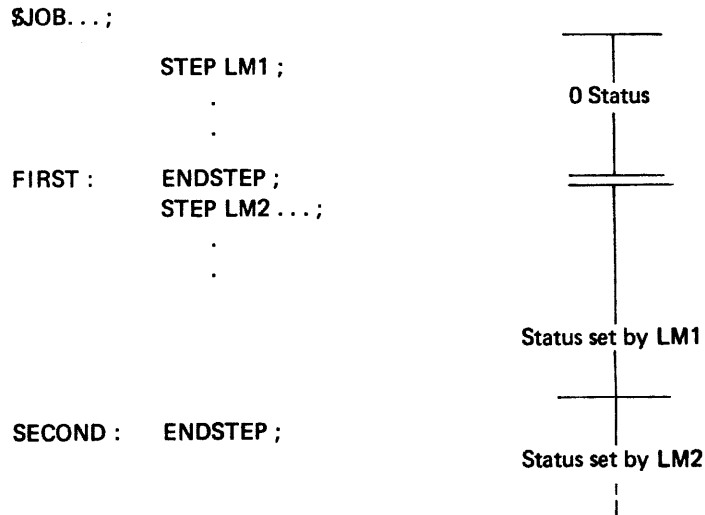 $JOB...;
STEP LM1 ;
.
.
0 Status
FIRST : ENDSTEP ;
STEP LM2 ... ;
.
.
Status set by LM1
SECOND : ENDSTEP ;
Status set by LM2